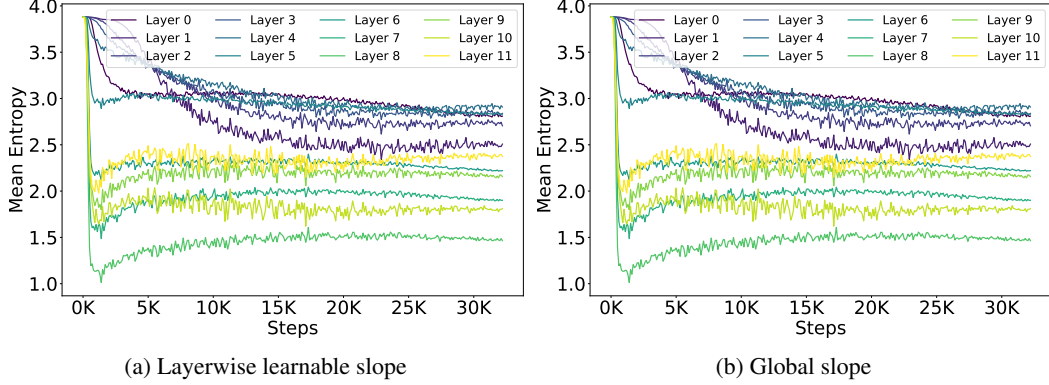 4.0
3.5
3.0
2.5
2.0
1.5
1.0
Mean Entropy
Layer 0 Layer 3 Layer 6 Layer 9
Layer 1 Layer 4 Layer 7 Layer 10
Layer 2 Layer 5 Layer 8 Layer 11
0K 5K 10K 15K 20K 25K 30K
Steps
(a) Layerwise learnable slope
4.0
3.5
3.0
2.5
2.0
1.5
1.0
Mean Entropy
Layer 0 Layer 3 Layer 6 Layer 9
Layer 1 Layer 4 Layer 7 Layer 10
Layer 2 Layer 5 Layer 8 Layer 11
0K 5K 10K 15K 20K 25K 30K
Steps
(b) Global slope